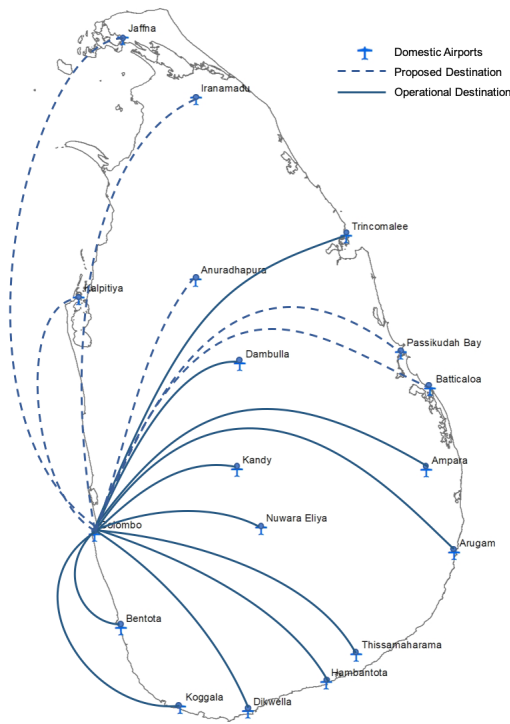 Jaffna
Domestic Airports
Proposed Destination
Iranamadu
Operational Destination
Trincomalee
Anuradhapura
Kalpitiya
Passikudah Bay
Dambulla
Batticaloa
Kandy
Ampara
Nuwara Eliya
Colombo
Arugam
Bentota
Thissamaharama
Hambantota
Koggala
Dikwella